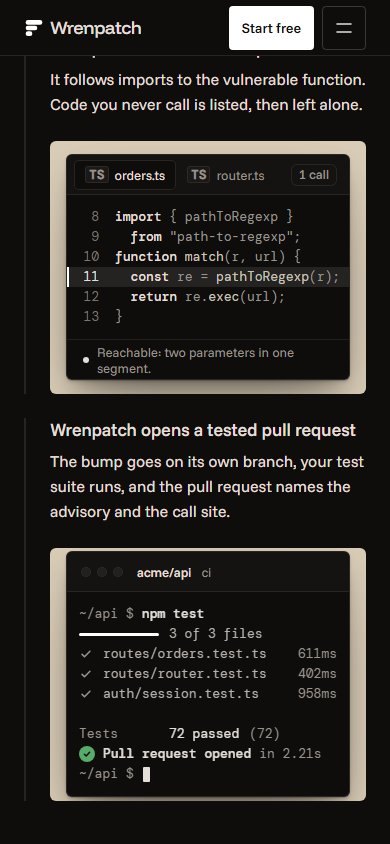 Wrenpatch
Start free
It follows imports to the vulnerable function.
Code you never call is listed, then left alone.
TS orders.ts
TS router.ts
1 call
8 import { pathToRegexp }
9 from "path-to-regexp";
10 function match(r, url) {
11 const re = pathToRegexp(r);
12 return re.exec(url);
13 }
Reachable: two parameters in one
segment.
Wrenpatch opens a tested pull request
The bump goes on its own branch, your test
suite runs, and the pull request names the
advisory and the call site.
acme/api ci
~/api $ npm test
3 of 3 files
✓ routes/orders.test.ts 611ms
✓ routes/router.test.ts 402ms
✓ auth/session.test.ts 958ms
Tests 72 passed (72)
Pull request opened in 2.21s
~/api $